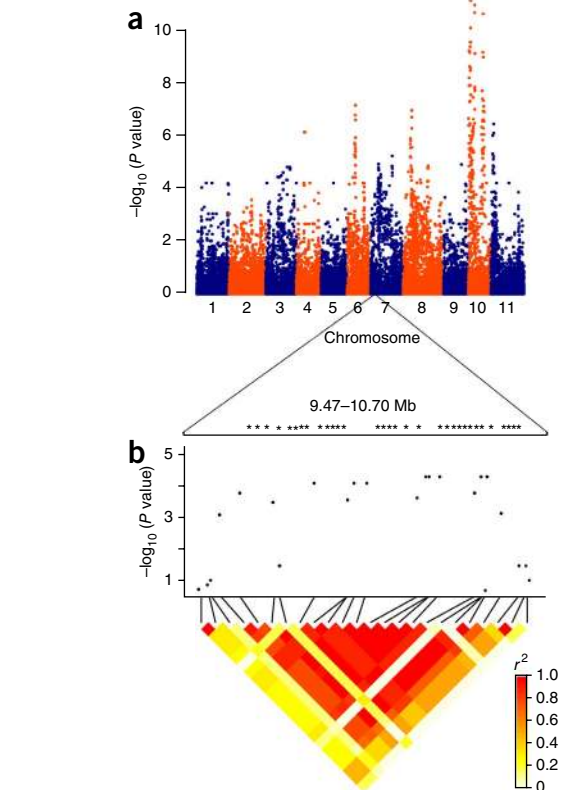 a
10
8
6
4
2
0
–log10 (P value)
1 2 3 4 5 6 7 8 9 10 11
Chromosome
9.47–10.70 Mb
*** * **** ***** **** * * ******** * ****
b
5
3
1
–log10 (P value)
r2
1.0
0.8
0.6
0.4
0.2
0